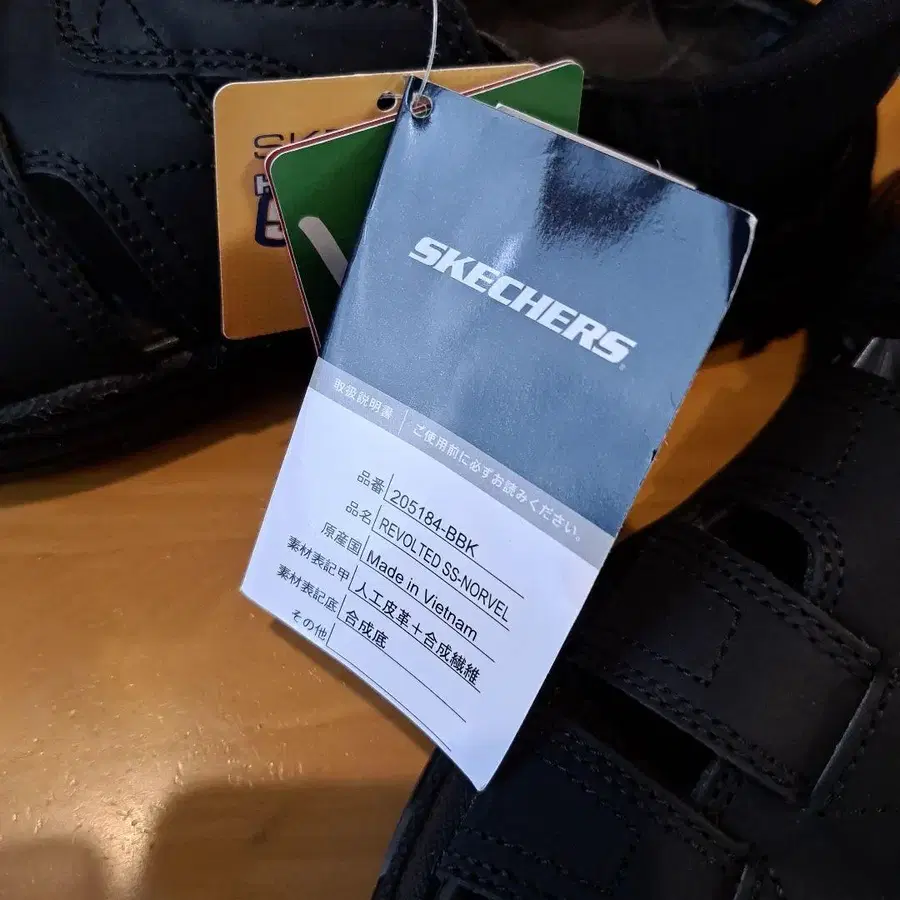 SKECHERS
取扱説明書 ご使用前に必ずお読みください。
品番 205184-BBK
品名 REVOLTED SS-NORVEL
原産国 Made in Vietnam
素材表記甲 人工皮革+合成繊維
素材表記底 合成底
その他